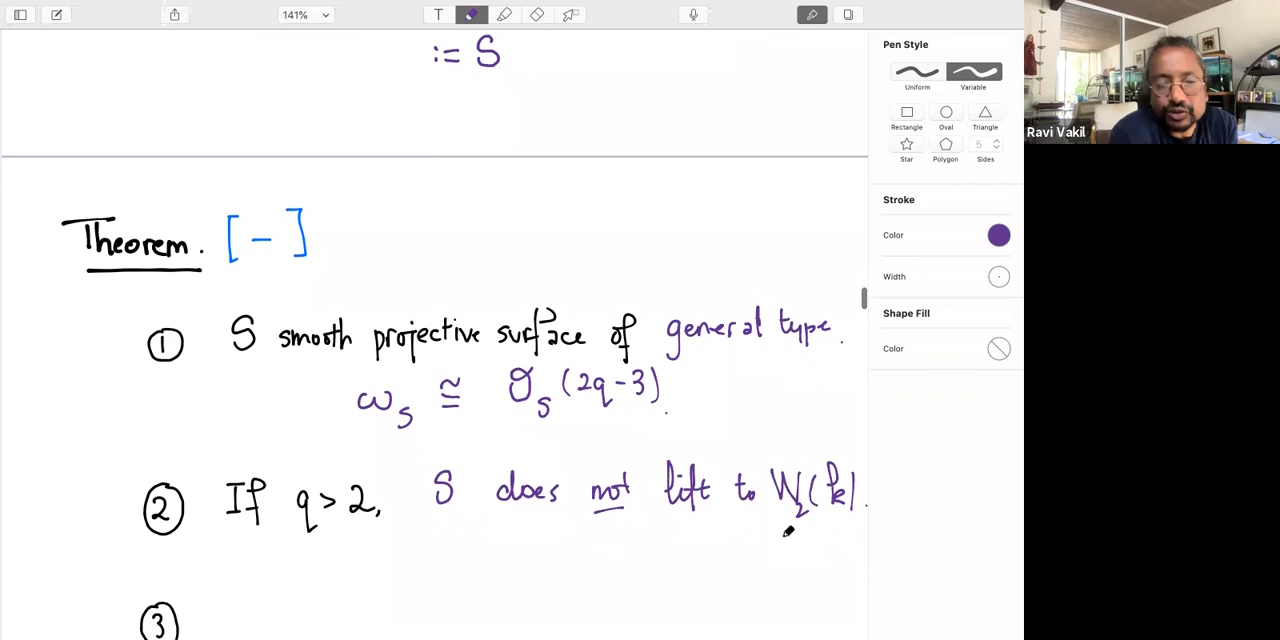 141%
T
:= S
Theorem. [ - ]
① S smooth projective surface of general type.
ω_S ≅ O_S (2q-3).
② If q > 2, S does not lift to W_2(k).
③
Pen Style
Uniform Variable
Rectangle Oval Triangle
Star Polygon 5 Sides
Stroke
Color
Width
Shape Fill
Color
Ravi Vakil